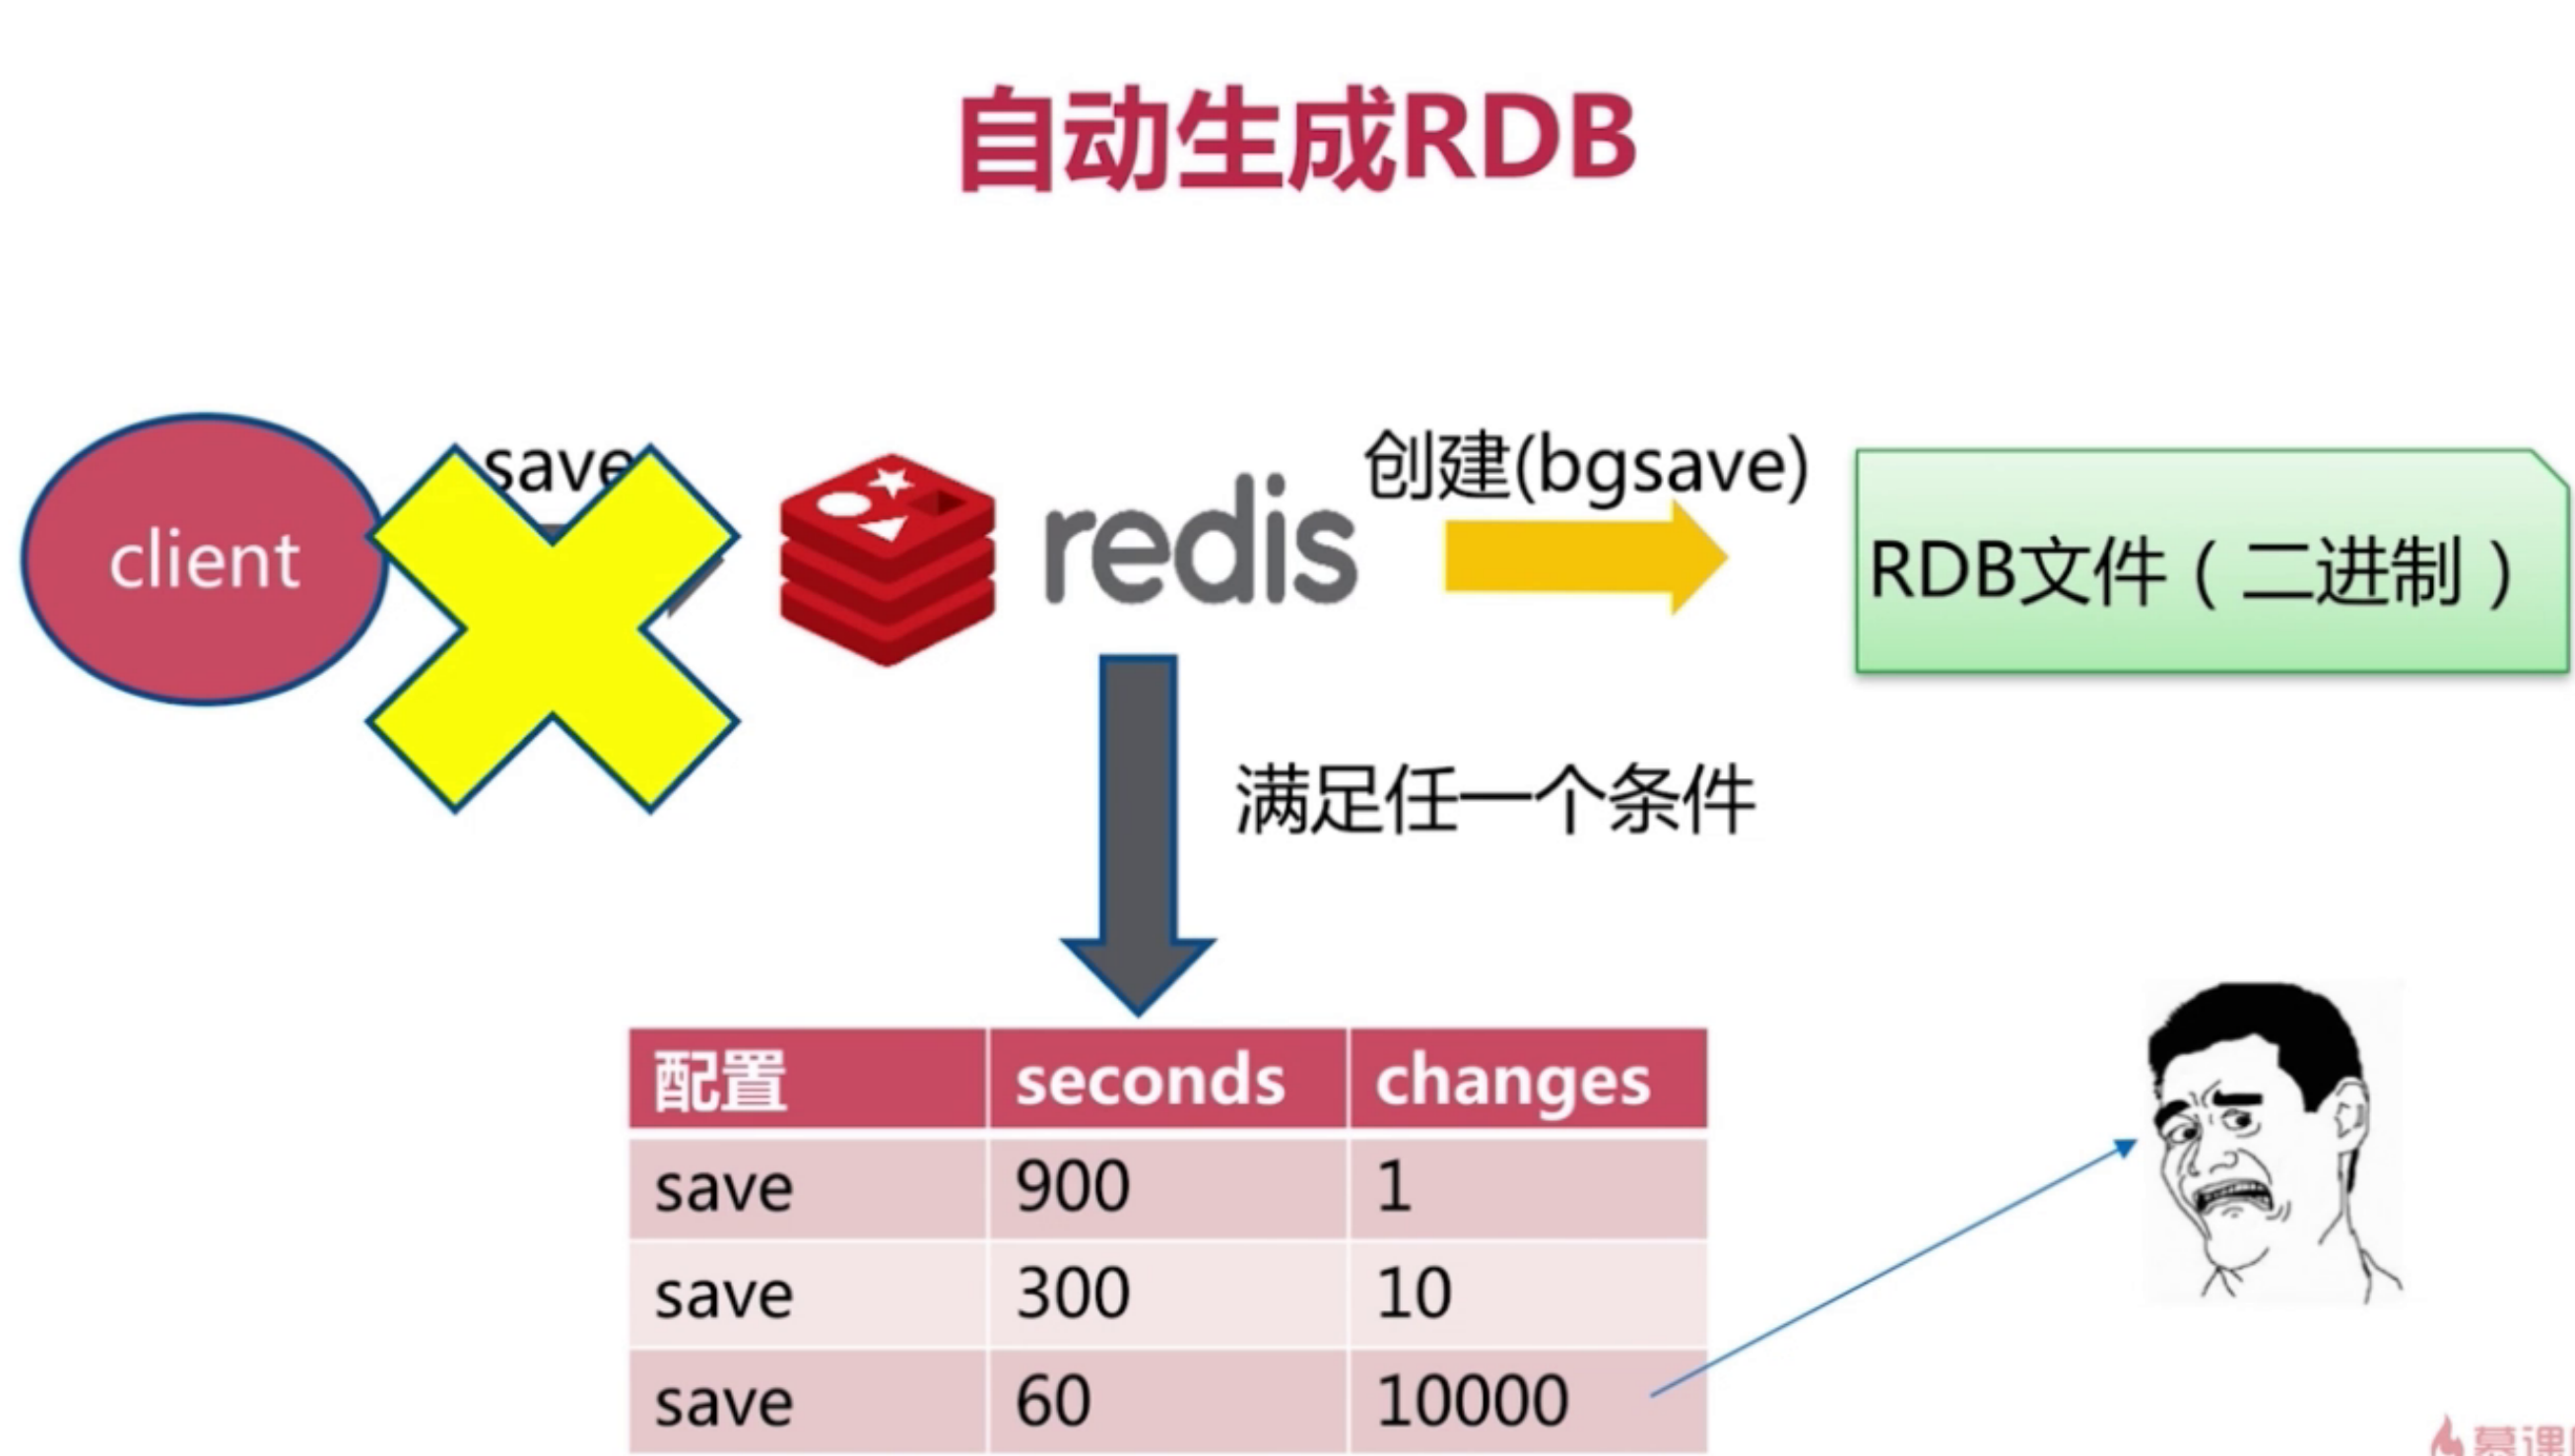 自动生成RDB
client
save
redis
创建(bgsave)
RDB文件（二进制）
满足任一个条件
配置 seconds changes
save 900 1
save 300 10
save 60 10000
慕课